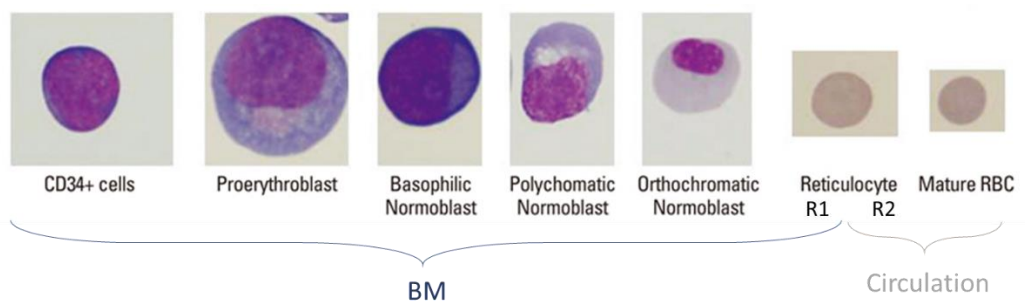 CD34+ cells
Proerythroblast
Basophilic
Normoblast
Polychomatic
Normoblast
Orthochromatic
Normoblast
Reticulocyte
R1 R2
Mature RBC
BM
Circulation